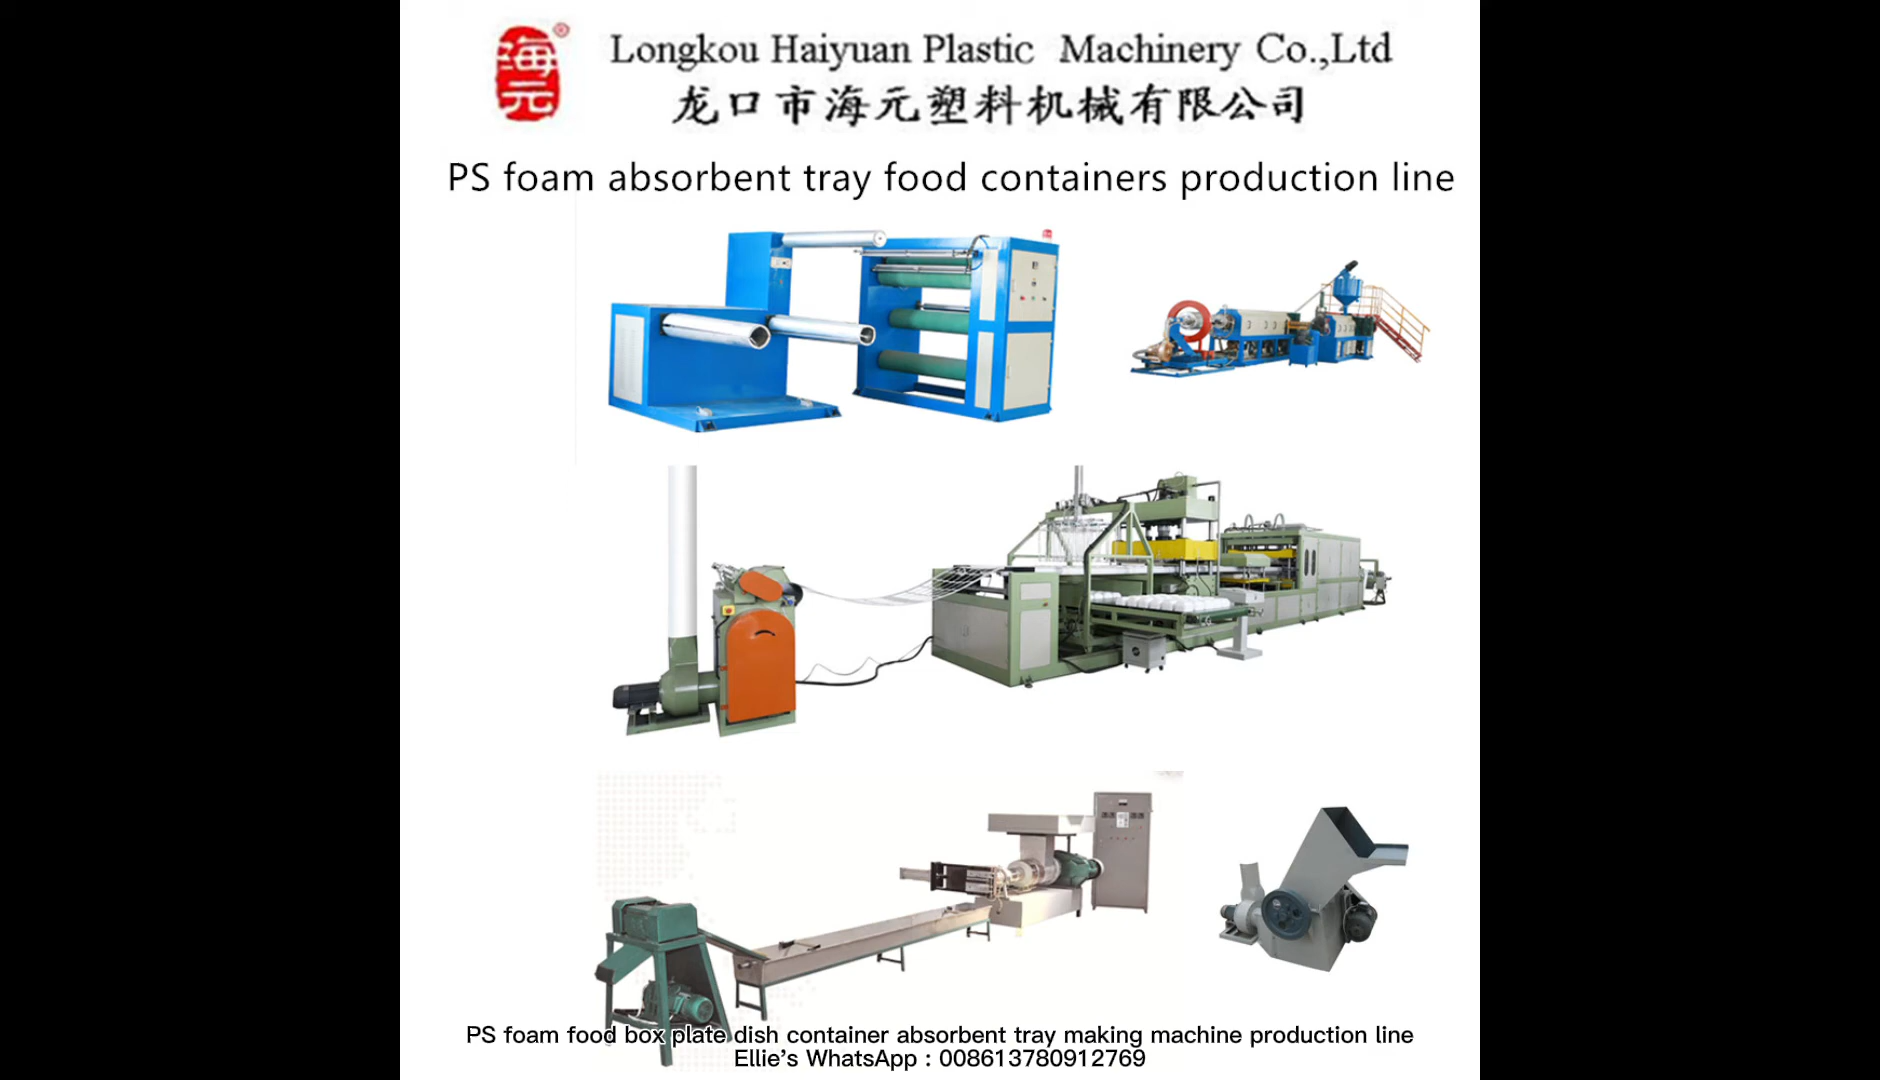 海元®
Longkou Haiyuan Plastic Machinery Co.,Ltd
龙口市海元塑料机械有限公司
PS foam absorbent tray food containers production line
PS foam food box plate dish container absorbent tray making machine production line
Ellie's WhatsApp : 008613780912769